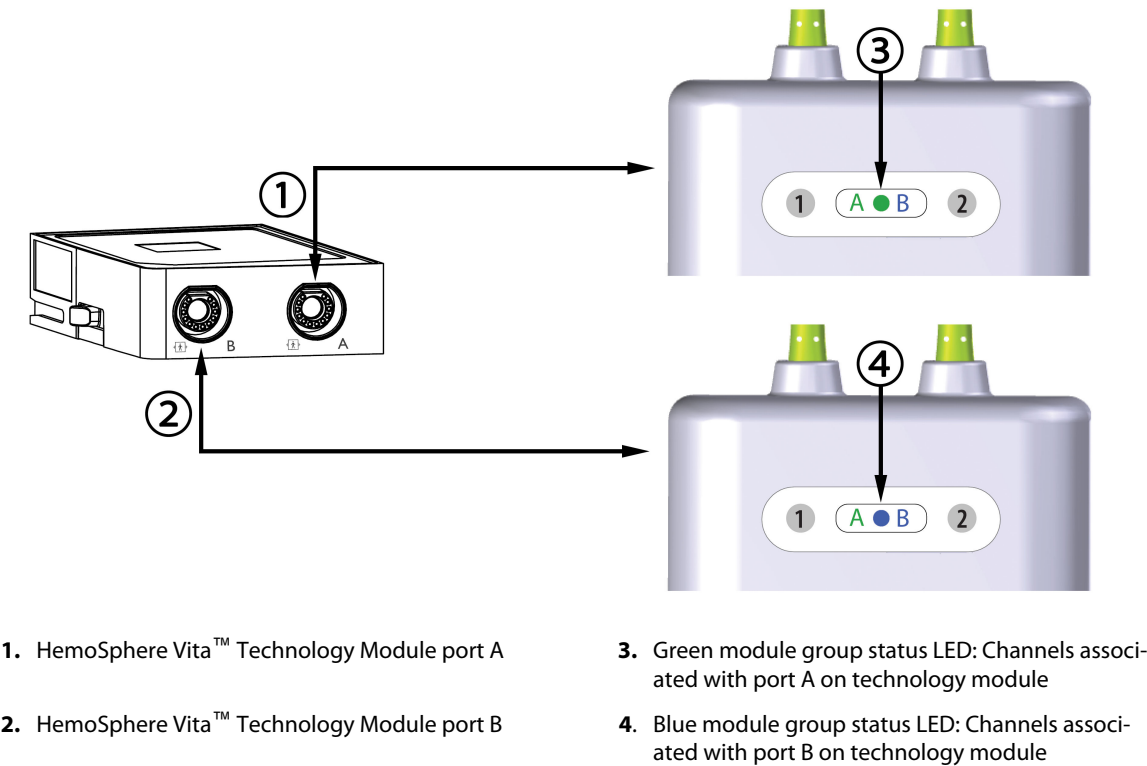 3
1
1 A B 2
B A
4
2
1 A B 2
1. HemoSphere Vita™ Technology Module port A
3. Green module group status LED: Channels associ-
ated with port A on technology module
2. HemoSphere Vita™ Technology Module port B
4. Blue module group status LED: Channels associ-
ated with port B on technology module